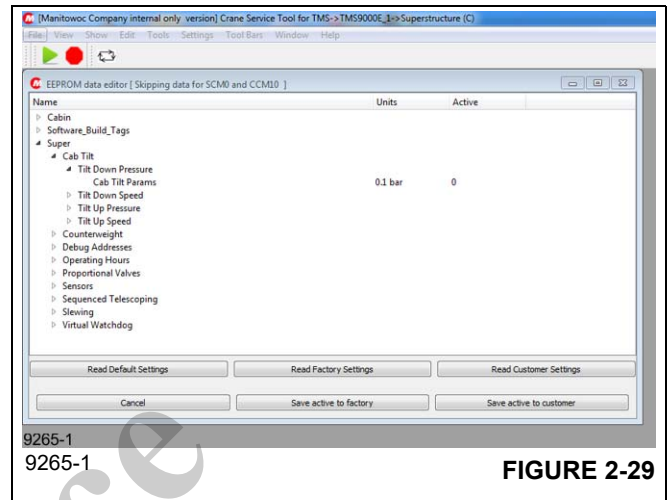 [Manitowoc Company internal only version] Crane Service Tool for TMS->TMS9000E_1->Superstructure (C)
File View Show Edit Tools Settings Tool Bars Window Help
EEPROM data editor [ Skipping data for SCM0 and CCM10 ]
Name Units Active
Cabin
Software_Build_Tags
Super
Cab Tilt
Tilt Down Pressure
Cab Tilt Params 0.1 bar 0
Tilt Down Speed
Tilt Up Pressure
Tilt Up Speed
Counterweight
Debug Addresses
Operating Hours
Proportional Valves
Sensors
Sequenced Telescoping
Slewing
Virtual Watchdog
Read Default Settings Read Factory Settings Read Customer Settings
Cancel Save active to factory Save active to customer
9265-1
9265-1
FIGURE 2-29